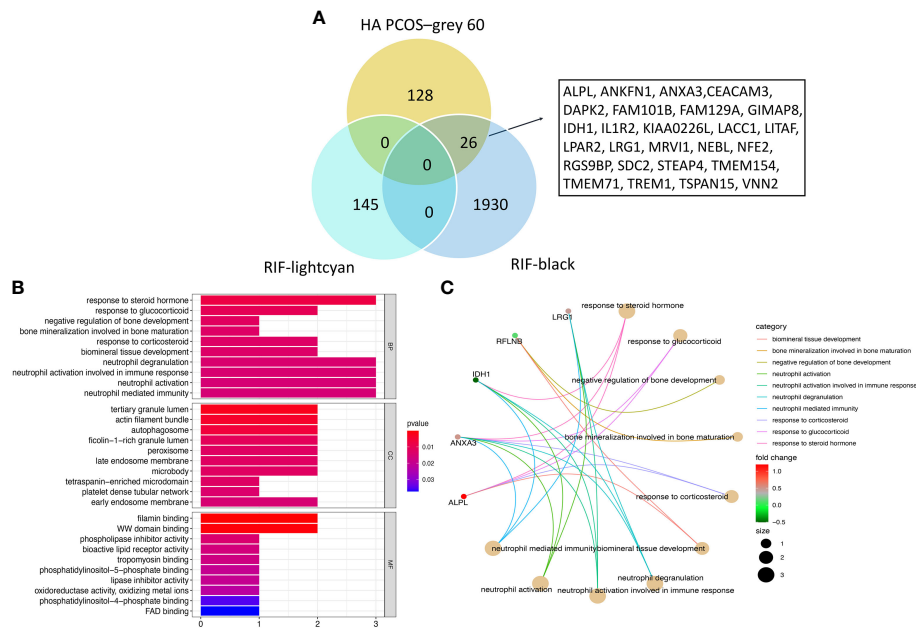 A
HA PCOS–grey 60
128
0
26
0
145
0
1930
RIF-lightcyan
RIF-black
ALPL, ANKFN1, ANXA3,CEACAM3,
DAPK2, FAM101B, FAM129A, GIMAP8,
IDH1, IL1R2, KIAA0226L, LACC1, LITAF,
LPAR2, LRG1, MRVI1, NEBL, NFE2,
RGS9BP, SDC2, STEAP4, TMEM154,
TMEM71, TREM1, TSPAN15, VNN2
B
response to steroid hormone
response to glucocorticoid
negative regulation of bone development
bone mineralization involved in bone maturation
response to corticosteroid
biomineral tissue development
neutrophil degranulation
neutrophil activation involved in immune response
neutrophil activation
neutrophil mediated immunity
BP
tertiary granule lumen
actin filament bundle
autophagosome
ficolin−1−rich granule lumen
peroxisome
late endosome membrane
microbody
tetraspanin−enriched microdomain
platelet dense tubular network
early endosome membrane
CC
filamin binding
WW domain binding
phospholipase inhibitor activity
bioactive lipid receptor activity
tropomyosin binding
phosphatidylinositol−5−phosphate binding
lipase inhibitor activity
oxidoreductase activity, oxidizing metal ions
phosphatidylinositol−4−phosphate binding
FAD binding
MF
0
1
2
3
pvalue
0.01
0.02
0.03
C
LRG1
RFLNB
IDH1
ANXA3
ALPL
response to steroid hormone
response to glucocorticoid
negative regulation of bone development
bone mineralization involved in bone maturation
response to corticosteroid
neutrophil mediated immunity
biomineral tissue development
neutrophil degranulation
neutrophil activation
neutrophil activation involved in immune response
category
biomineral tissue development
bone mineralization involved in bone maturation
negative regulation of bone development
neutrophil activation
neutrophil activation involved in immune response
neutrophil degranulation
neutrophil mediated immunity
response to corticosteroid
response to glucocorticoid
response to steroid hormone
fold change
1.0
0.5
0.0
−0.5
size
1
2
3